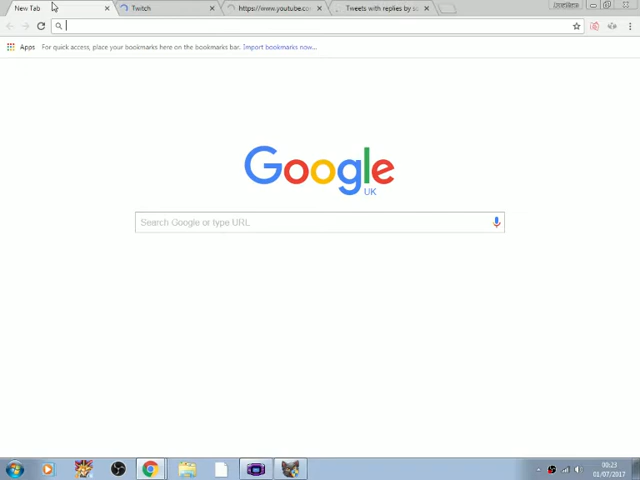 New Tab
Twitch
https://www.youtube.co
Tweets with replies by yo
Apps
For quick access, place your bookmarks here on the bookmarks bar. Import bookmarks now...
Google
UK
Search Google or type URL
00:23
01/07/2017